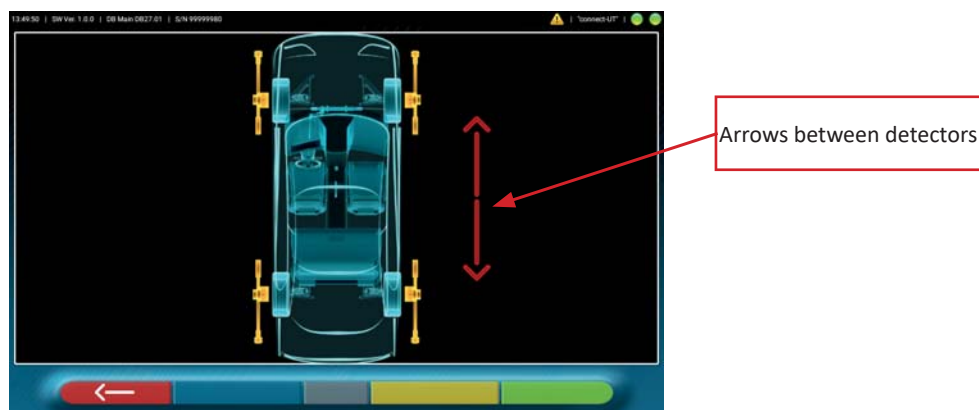 13:49:50 | SW Ver. 1.0.0 | DB Main DB27.01 | S/N 99999980
| "connect-UT" |
Arrows between detectors